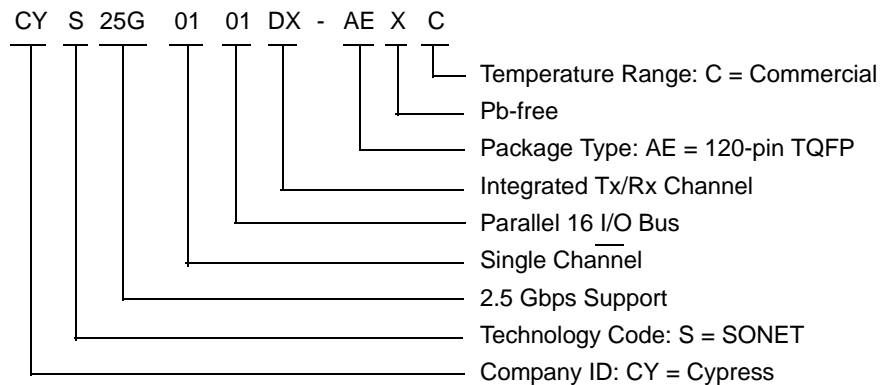 CY S 25G 01 01 DX - AE X C
Temperature Range: C = Commercial
Pb-free
Package Type: AE = 120-pin TQFP
Integrated Tx/Rx Channel
Parallel 16 I/O Bus
Single Channel
2.5 Gbps Support
Technology Code: S = SONET
Company ID: CY = Cypress